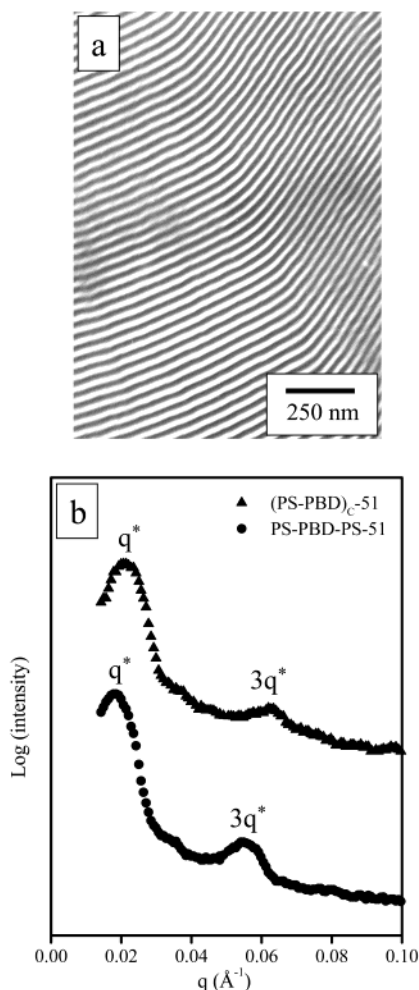 a
250 nm
b
▲ (PS-PBD)C-51
● PS-PBD-PS-51
q*
q*
3q*
3q*
Log (intensity)
0.00 0.02 0.04 0.06 0.08 0.10
q (Å-1)